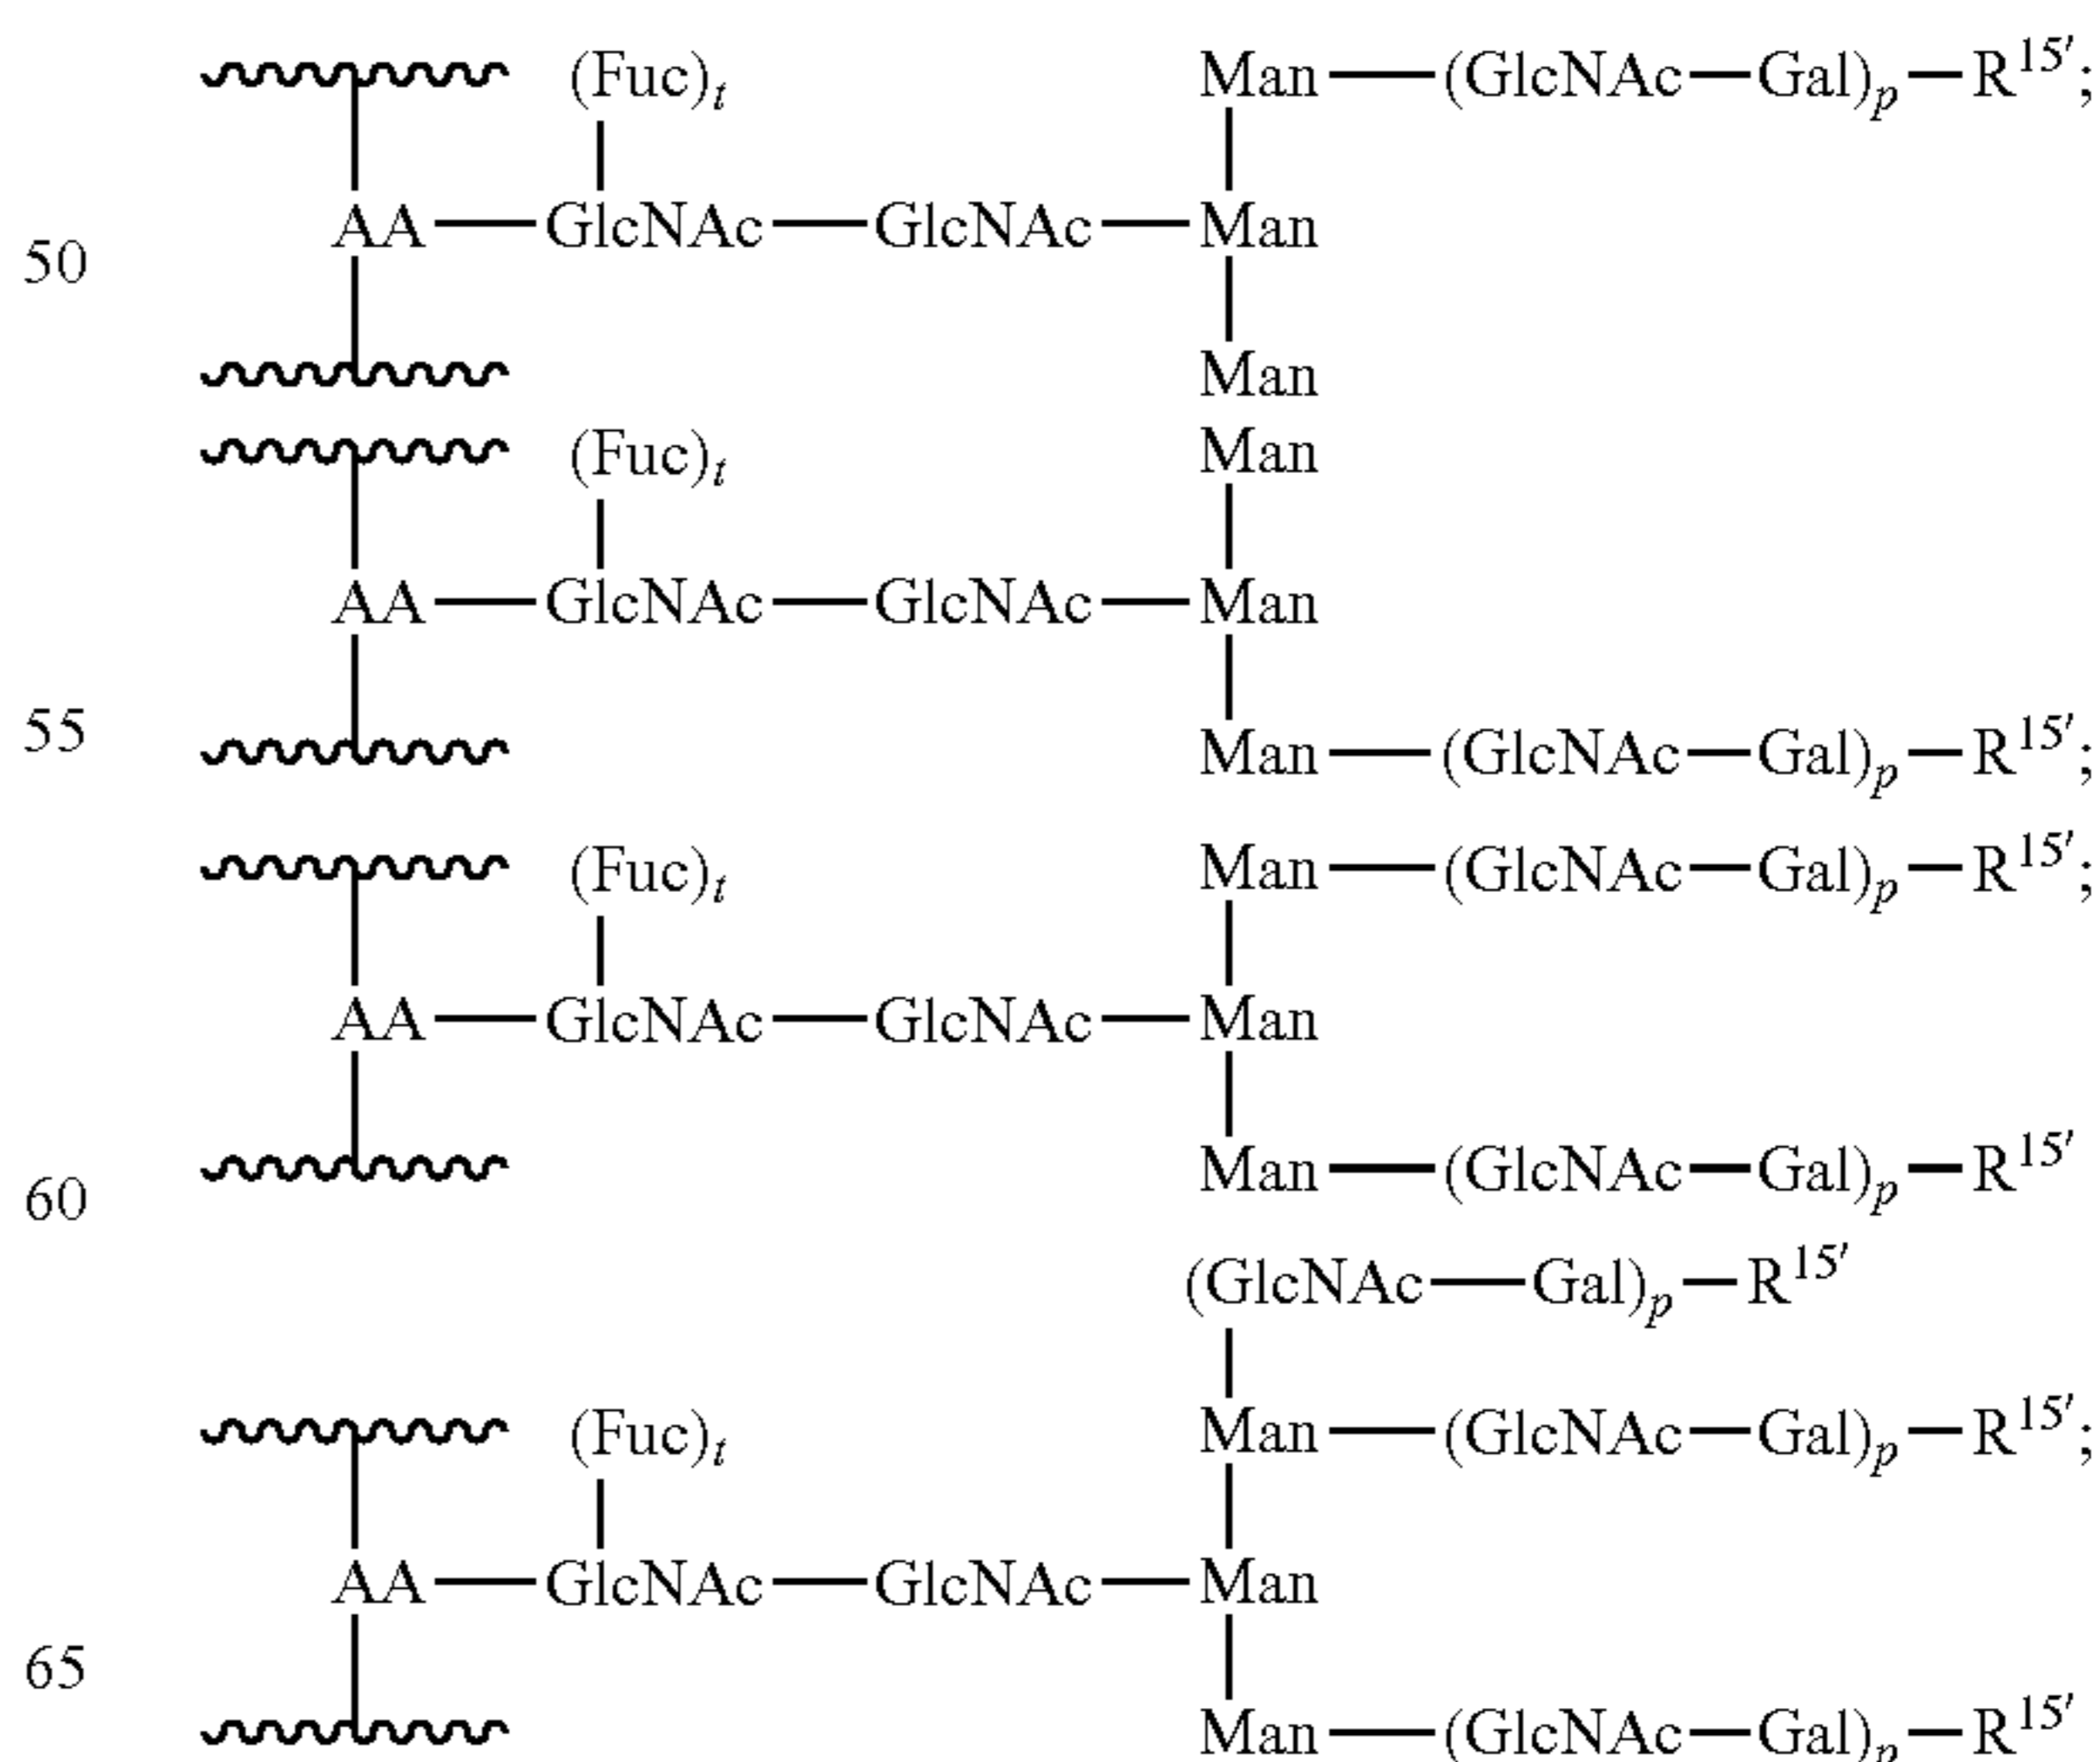 (Fuc)t Man—(GlcNAc—Gal)p—R15′;
AA—GlcNAc—GlcNAc—Man
50
Man
(Fuc)t Man
AA—GlcNAc—GlcNAc—Man
55
Man—(GlcNAc—Gal)p—R15′;
(Fuc)t Man—(GlcNAc—Gal)p—R15′;
AA—GlcNAc—GlcNAc—Man
Man—(GlcNAc—Gal)p—R15′
60
(GlcNAc—Gal)p—R15′
(Fuc)t Man—(GlcNAc—Gal)p—R15′;
AA—GlcNAc—GlcNAc—Man
65
Man—(GlcNAc—Gal)p—R15′